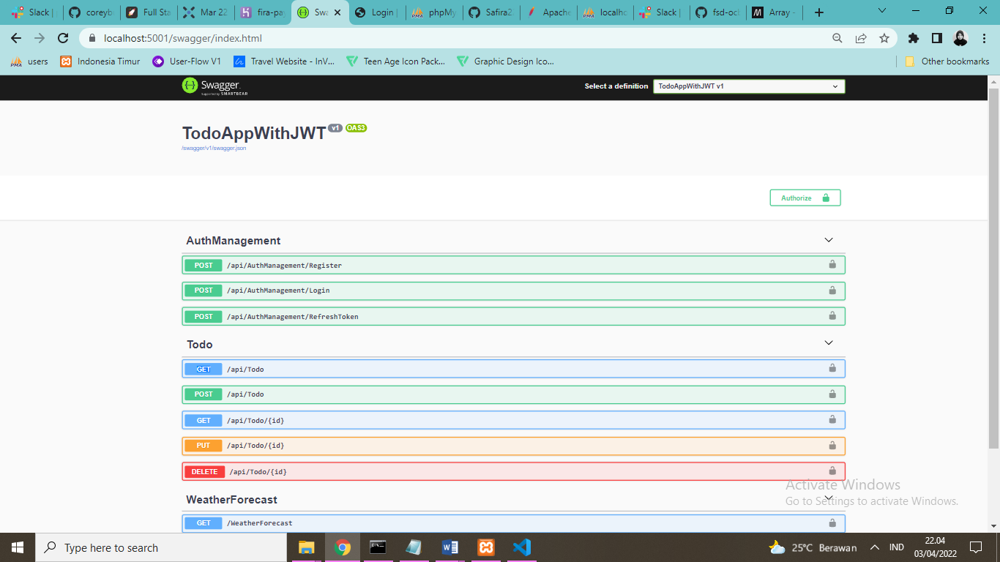 Slack |
coreyb
Full Sta
Mar 22
fira-pa
Swa
Login |
phpMy
Safira2
Apache
localho
Slack |
fsd-ocl
Array -
localhost:5001/swagger/index.html
users
Indonesia Timur
User-Flow V1
Travel Website - InV...
Teen Age Icon Pack...
Graphic Design Ico...
Other bookmarks
Swagger.
Supported by SMARTBEAR
Select a definition
TodoAppWithJWT v1
TodoAppWithJWT v1 OAS3
/swagger/v1/swagger.json
Authorize
AuthManagement
POST /api/AuthManagement/Register
POST /api/AuthManagement/Login
POST /api/AuthManagement/RefreshToken
Todo
GET /api/Todo
POST /api/Todo
GET /api/Todo/{id}
PUT /api/Todo/{id}
DELETE /api/Todo/{id}
WeatherForecast
GET /WeatherForecast
Activate Windows
Go to Settings to activate Windows.
Type here to search
25°C Berawan
IND
22.04
03/04/2022